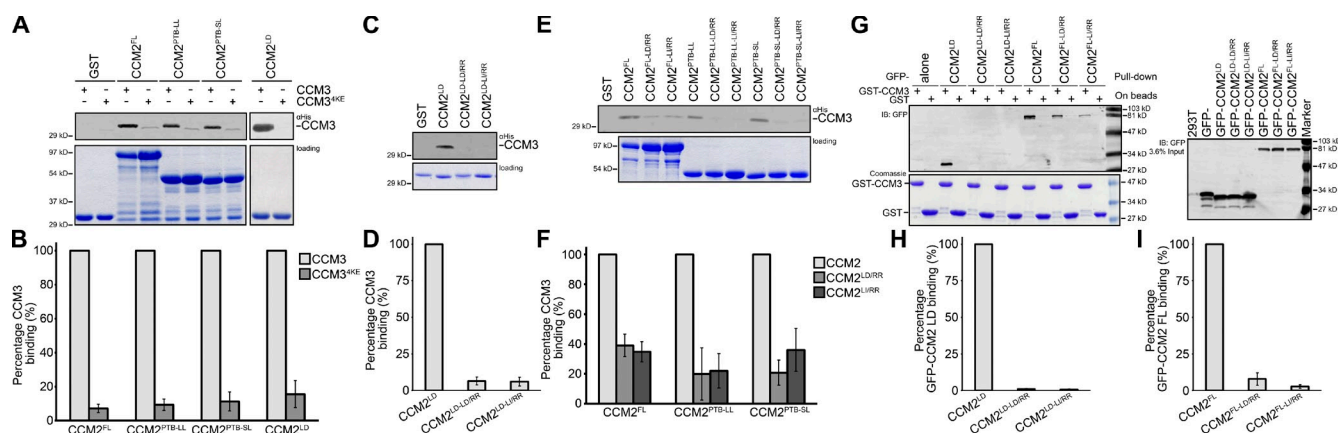 A
GST
CCM2FL
CCM2PTB-LL
CCM2PTB-SL
CCM2LD
+ - + - + - + - + - CCM3
- + - + - + - + - + CCM34KE
αHis
-CCM3
29 kD-
loading
97 kD-
54 kD-
37 kD-
29 kD-
B
Percentage CCM3 binding (%)
100
80
60
40
20
0
CCM3
CCM34KE
CCM2FL
CCM2PTB-LL
CCM2PTB-SL
CCM2LD
C
GST
CCM2LD
CCM2LD-LD/RR
CCM2LD-LI/RR
αHis
-CCM3
29 kD-
loading
29 kD-
D
Percentage CCM3 binding (%)
100
75
50
25
0
CCM2LD
CCM2LD-LD/RR
CCM2LD-LI/RR
E
GST
CCM2FL
CCM2FL-LD/RR
CCM2FL-LI/RR
CCM2PTB-LL
CCM2PTB-LL-LD/RR
CCM2PTB-LL-LI/RR
CCM2PTB-SL
CCM2PTB-SL-LD/RR
CCM2PTB-SL-LI/RR
αHis
-CCM3
29 kD-
loading
97 kD-
54 kD-
F
Percentage CCM3 binding (%)
100
80
60
40
20
0
CCM2
CCM2LD/RR
CCM2LI/RR
CCM2FL
CCM2PTB-LL
CCM2PTB-SL
G
GFP-
alone
CCM2LD
CCM2LD-LD/RR
CCM2LD-LI/RR
CCM2FL
CCM2FL-LD/RR
CCM2FL-LI/RR
Pull-down
GST-CCM3 + - + - + - + - + - + - + -
On beads
GST - + - + - + - + - + - + - +
IB: GFP
103 kD
81 kD
47 kD
34 kD
27 kD
Coomassie
GST-CCM3
GST
47 kD
34 kD
27 kD
293T
GFP-
GFP-CCM2LD
GFP-CCM2LD-LD/RR
GFP-CCM2LD-LI/RR
GFP-CCM2FL
GFP-CCM2FL-LD/RR
GFP-CCM2FL-LI/RR
Marker
IB: GFP
3.6% Input
103 kD
81 kD
47 kD
34 kD
27 kD
H
Percentage GFP-CCM2 LD binding (%)
100
75
50
25
0
CCM2LD
CCM2LD-LD/RR
CCM2LD-LI/RR
I
Percentage GFP-CCM2 FL binding (%)
100
75
50
25
0
CCM2FL
CCM2FL-LD/RR
CCM2FL-LI/RR